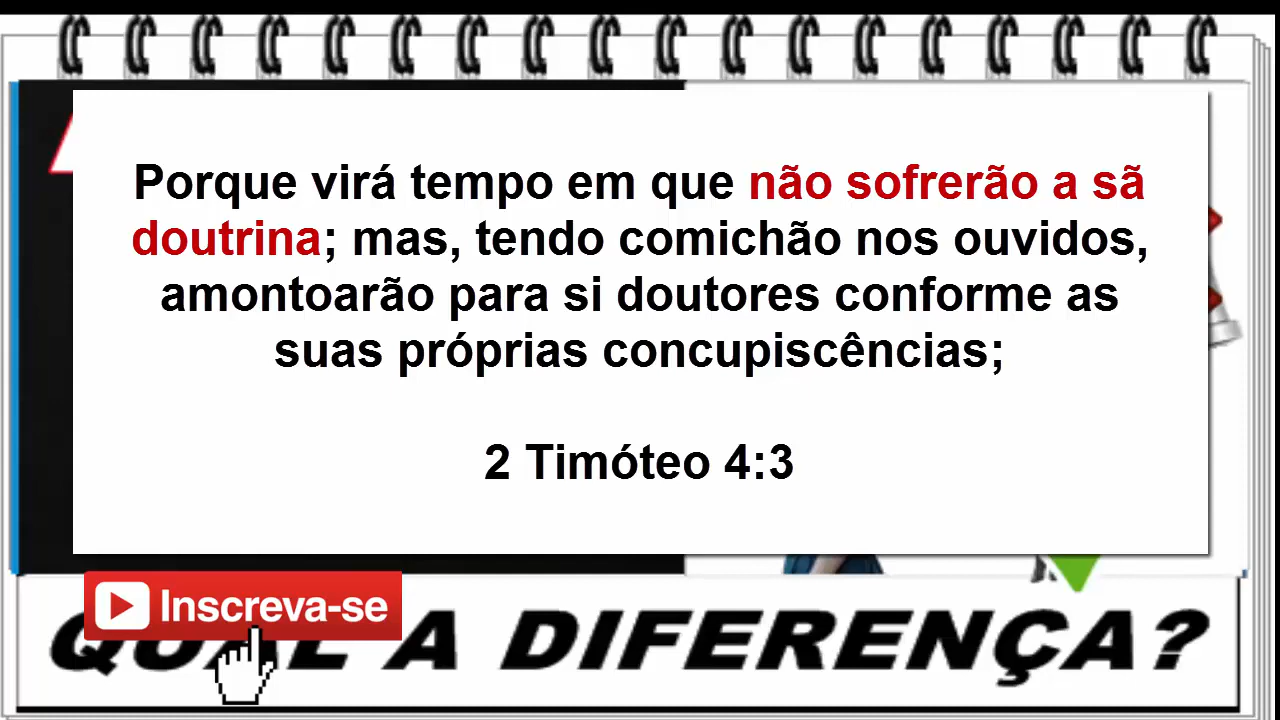 Porque virá tempo em que não sofrerão a sã
doutrina; mas, tendo comichão nos ouvidos,
amontoarão para si doutores conforme as
suas próprias concupiscências;
2 Timóteo 4:3
Inscreva-se
QUAL A DIFERENÇA?